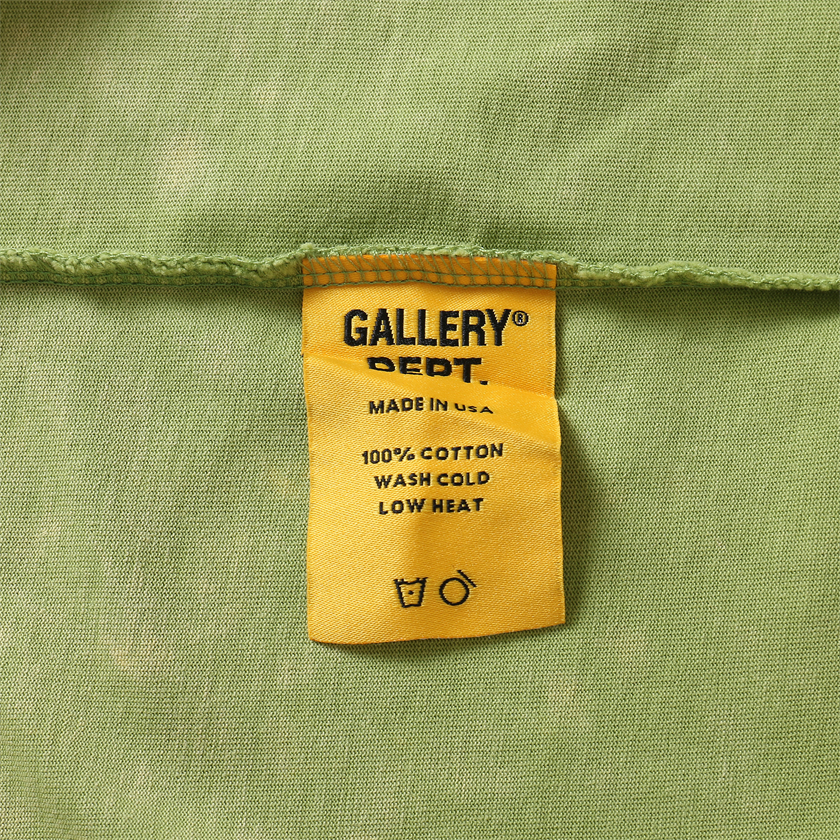 GALLERY®
DEPT.
MADE IN USA
100% COTTON
WASH COLD
LOW HEAT